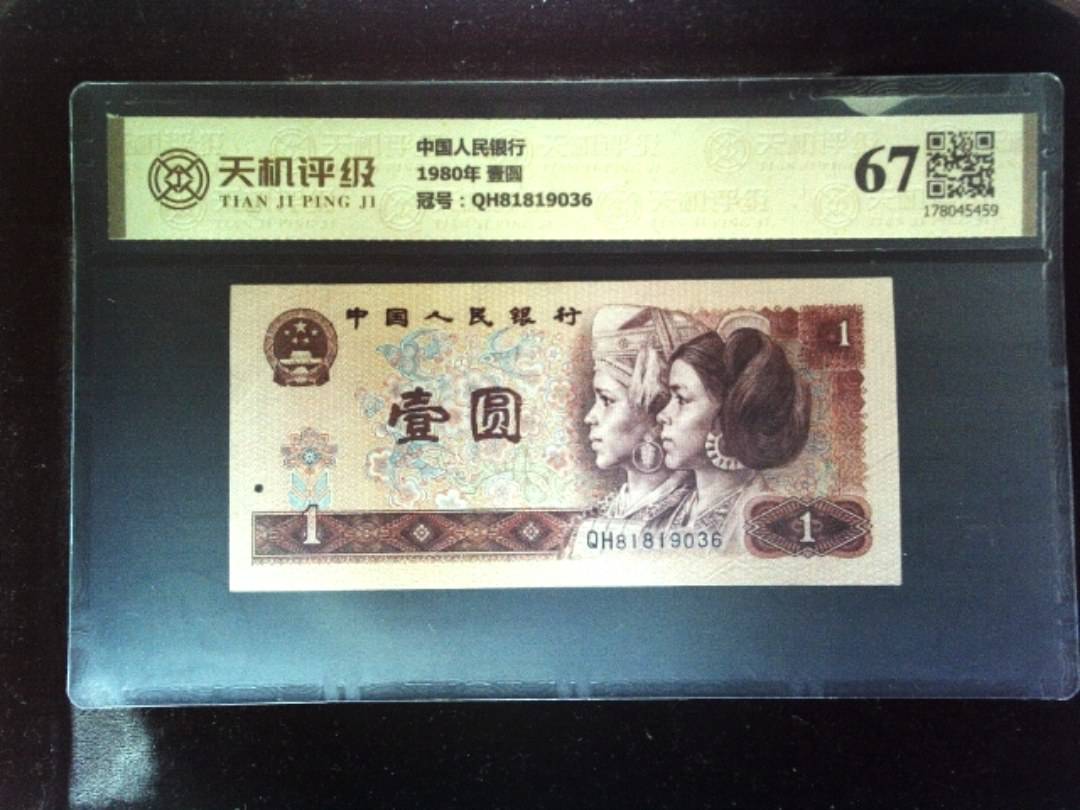 天机评级
TIAN JI PING JI
中国人民银行
1980年 壹圆
冠号：QH81819036
67
178045459
中国人民银行
1
壹圆
1
QH81819036
1